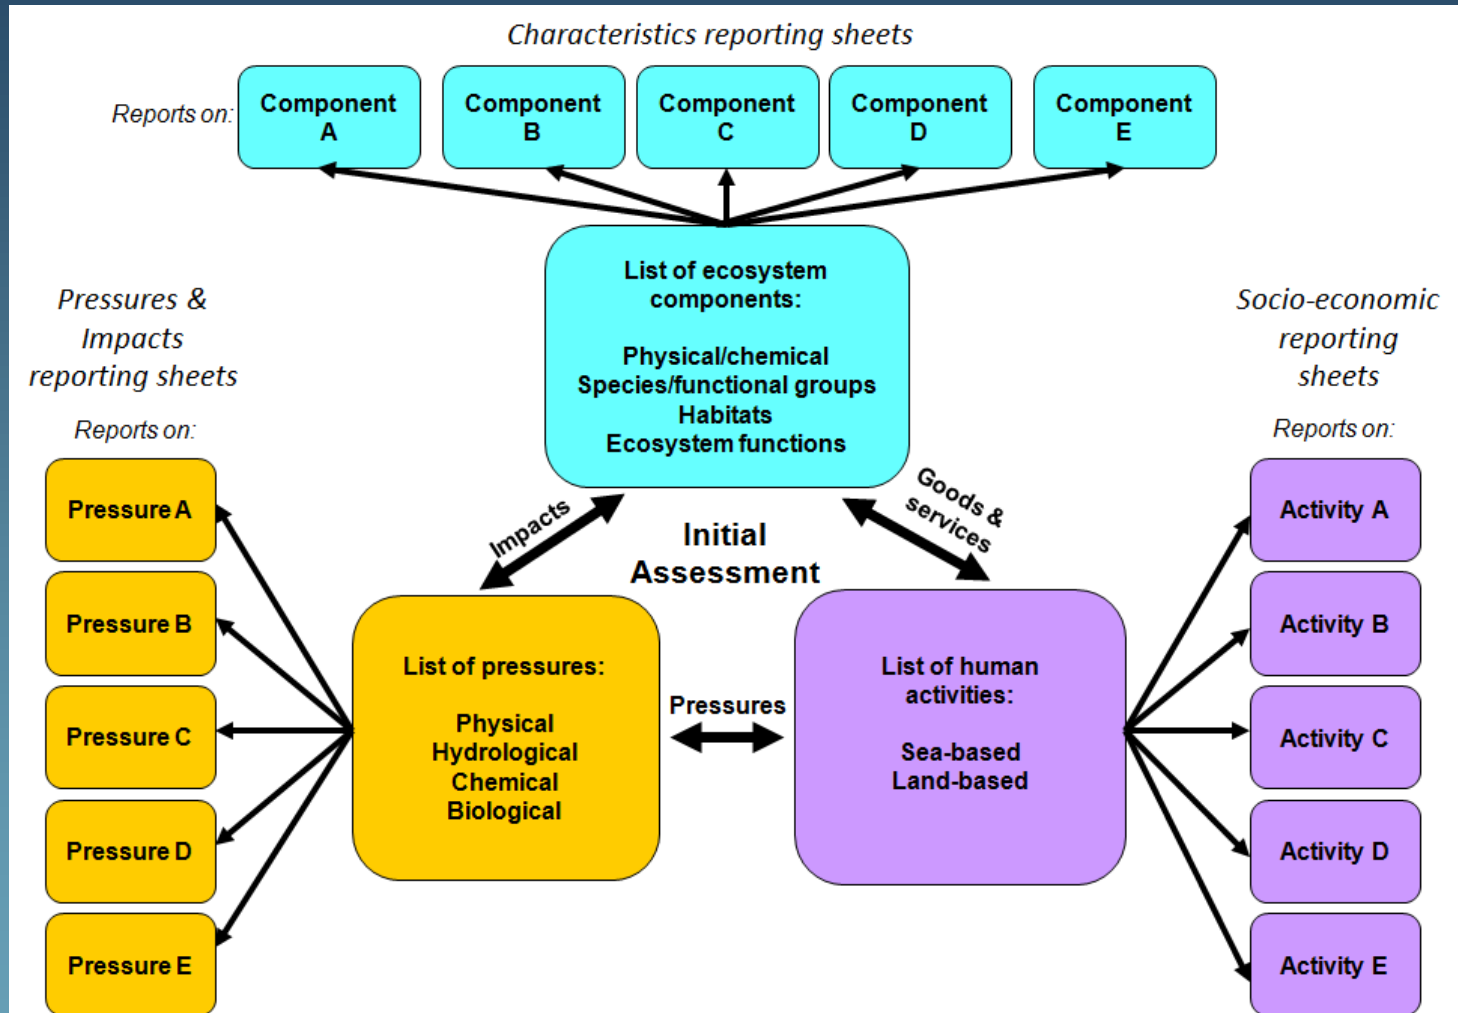 Characteristics reporting sheets
Reports on:
Component
A
Component
B
Component
C
Component
D
Component
E
List of ecosystem
components:
Physical/chemical
Species/functional groups
Habitats
Ecosystem functions
Pressures &
Impacts
reporting sheets
Reports on:
Pressure A
Pressure B
Pressure C
Pressure D
Pressure E
Impacts
Initial
Assessment
Goods &
services
List of pressures:
Physical
Hydrological
Chemical
Biological
Pressures
List of human
activities:
Sea-based
Land-based
Socio-economic
reporting
sheets
Reports on:
Activity A
Activity B
Activity C
Activity D
Activity E